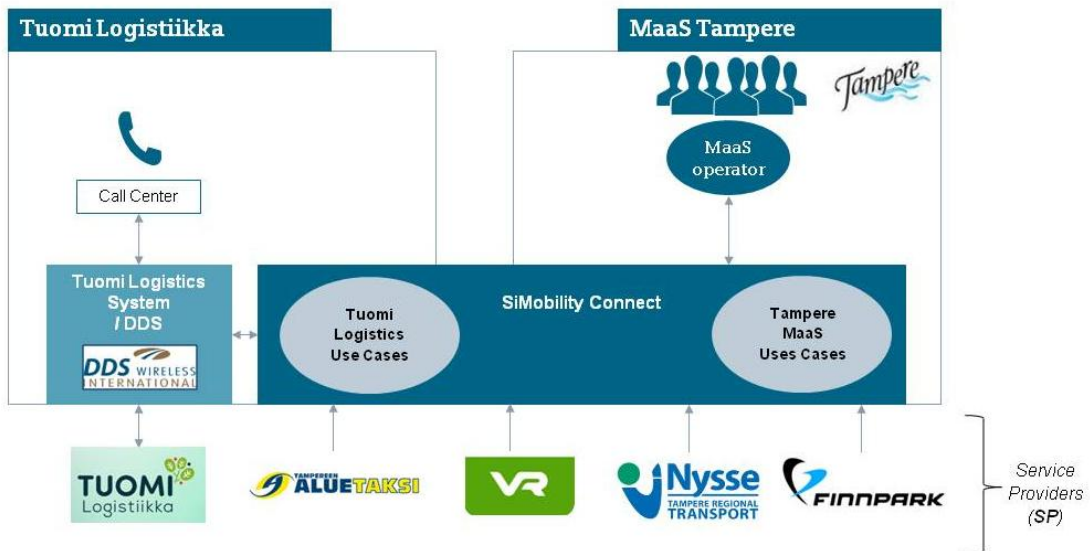 Tuomi Logistiikka
MaaS Tampere
Tampere
MaaS
operator
Call Center
Tuomi Logistics
System
/ DDS
DDS WIRELESS
INTERNATIONAL
SiMobility Connect
Tuomi
Logistics
Use Cases
Tampere
MaaS
Uses Cases
TUOMI
Logistiikka
TAMPEREEN
ALUETAKSI
VR
Nysse
TAMPERE REGIONAL
TRANSPORT
FINNPARK
Service
Providers
(SP)